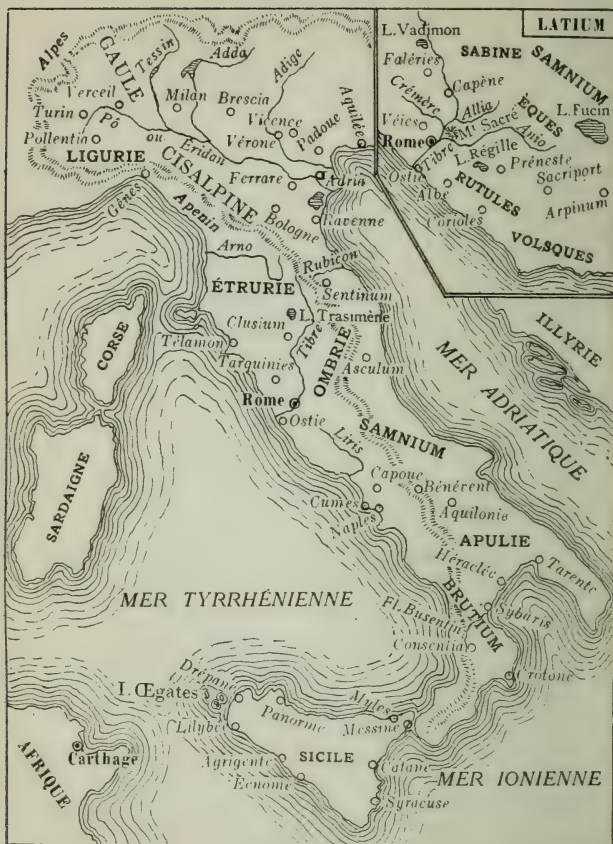 Alpes
GAULE
Tessin
Adda
Adige
Aquilée
Verceil
Milan
Brescia
Turin
Vicence
Padoue
Pollentia
Pô
ou
Eridan
Vérone
LIGURIE
CISALPINE
Ferrare
Adria
Gênes
Apenin
Bologne
Ravenne
Arno
Rubicon
ÉTRURIE
Sentinum
Clusium
L. Trasimène
Télamon
Tibre
OMBRIE
Tarquinies
Asculum
Rome
Ostie
Liris
SAMNIUM
Capoue
Bénévent
Cumes
Naples
Aquilonie
APULIE
Héraclée
Tarente
BRUTTIUM
Sybaris
Fl. Busentin
Consentia
Crotone
CORSE
SARDAIGNE
MER TYRRHÉNIENNE
MER ADRIATIQUE
ILLYRIE
I. Œgates
Drépane
Panorme
Myles
Messine
Lilybée
SICILE
Agrigente
Ecnome
Catane
Syracuse
MER IONIENNE
AFRIQUE
Carthage
LATIUM
L. Vadimon
SABINE
SAMNIUM
Faléries
Capène
Crémère
Allia
ÈQUES
L. Fucin
Véies
Mt Sacré
Rome
Anio
Tibre
L. Régille
Préneste
Ostie
Albe
Sacriport
RUTULES
Corioles
Arpinum
VOLSQUES